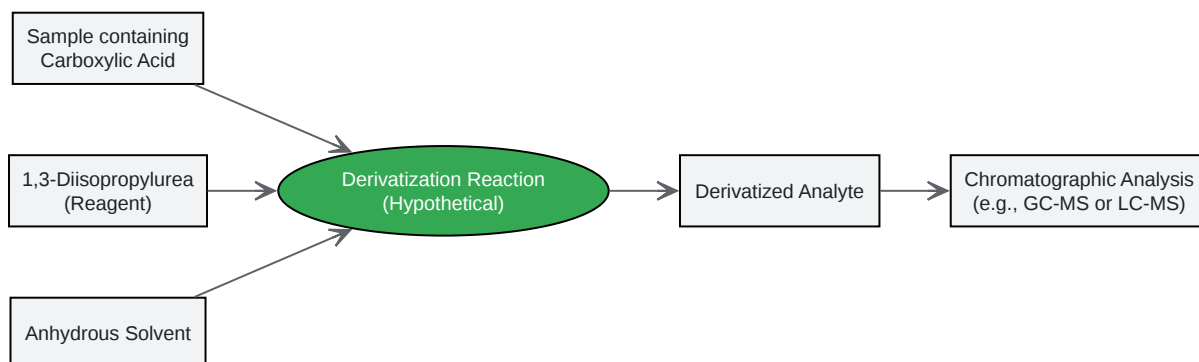 Sample containing
Carboxylic Acid
1,3-Diisopropylurea
(Reagent)
Anhydrous Solvent
Derivatization Reaction
(Hypothetical)
Derivatized Analyte
Chromatographic Analysis
(e.g., GC-MS or LC-MS)